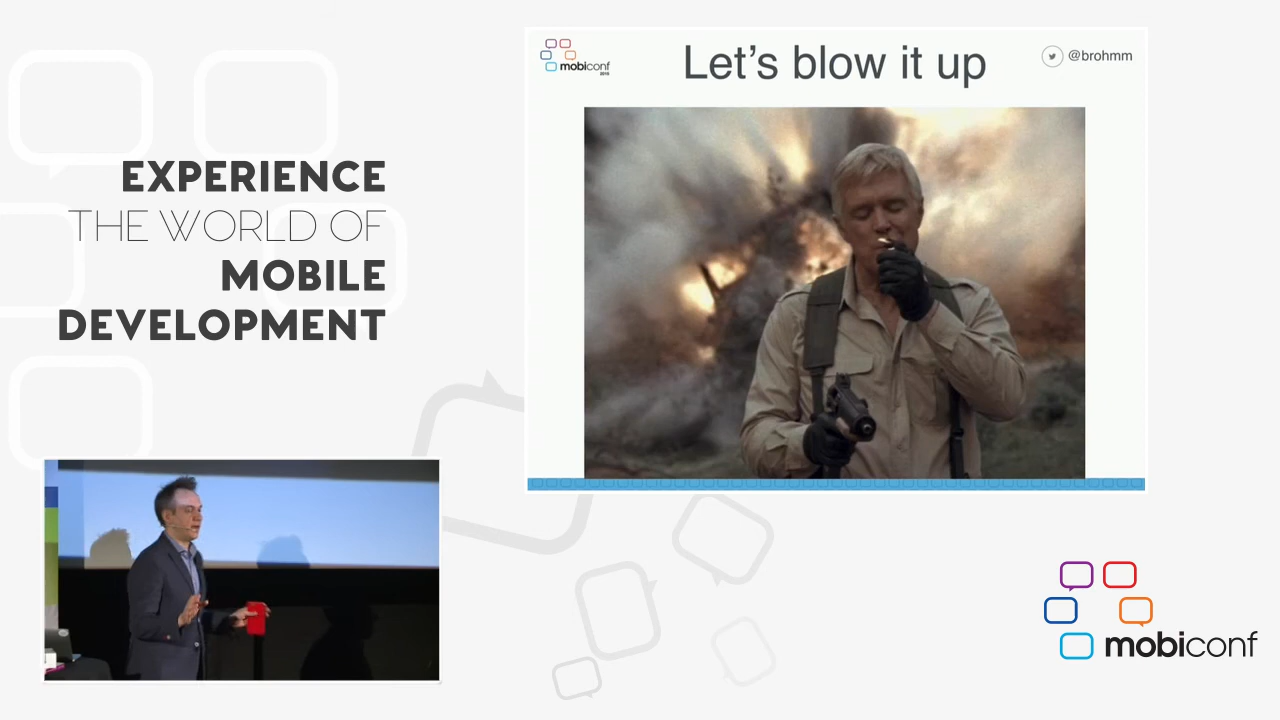 EXPERIENCE
THE WORLD OF
MOBILE
DEVELOPMENT
mobiconf
Let's blow it up
@brohmm
mobiconf